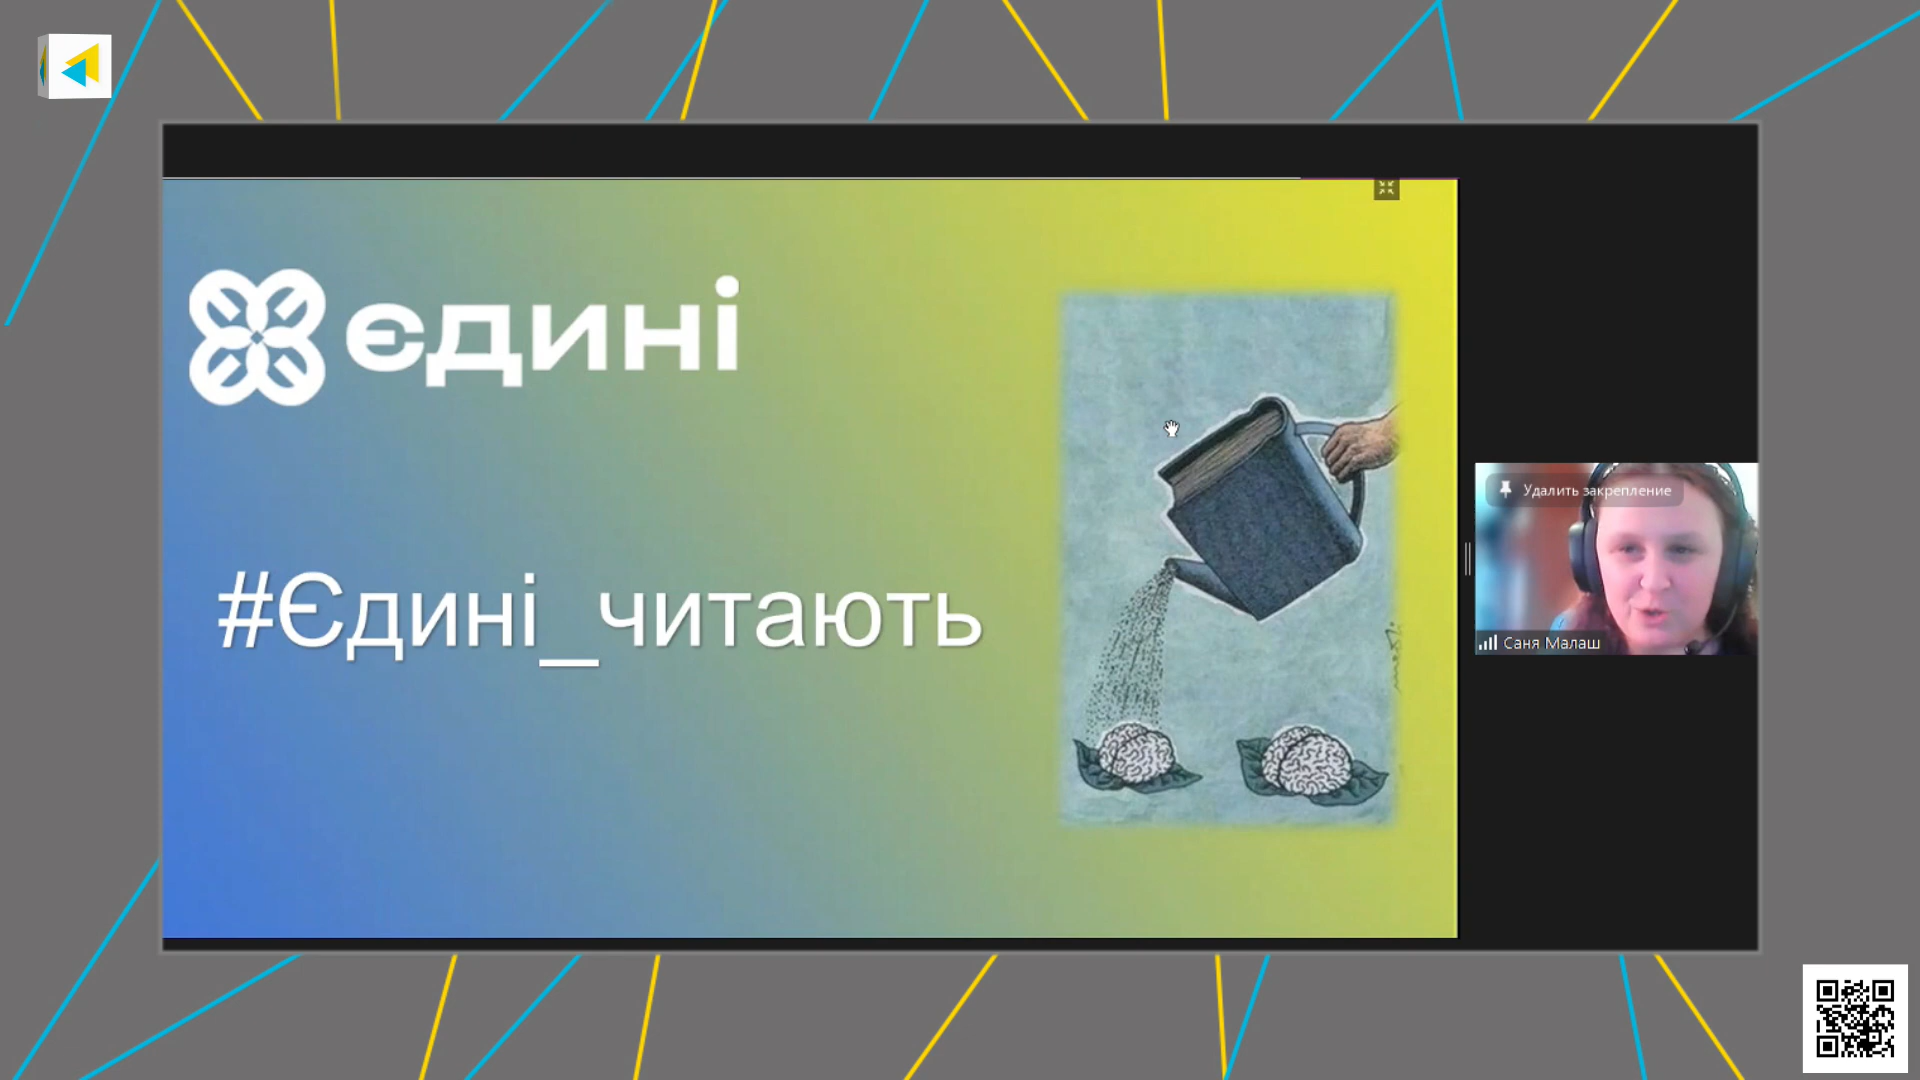 єдині
#Єдині_читають
Удалить закрепление
Саня Малаш